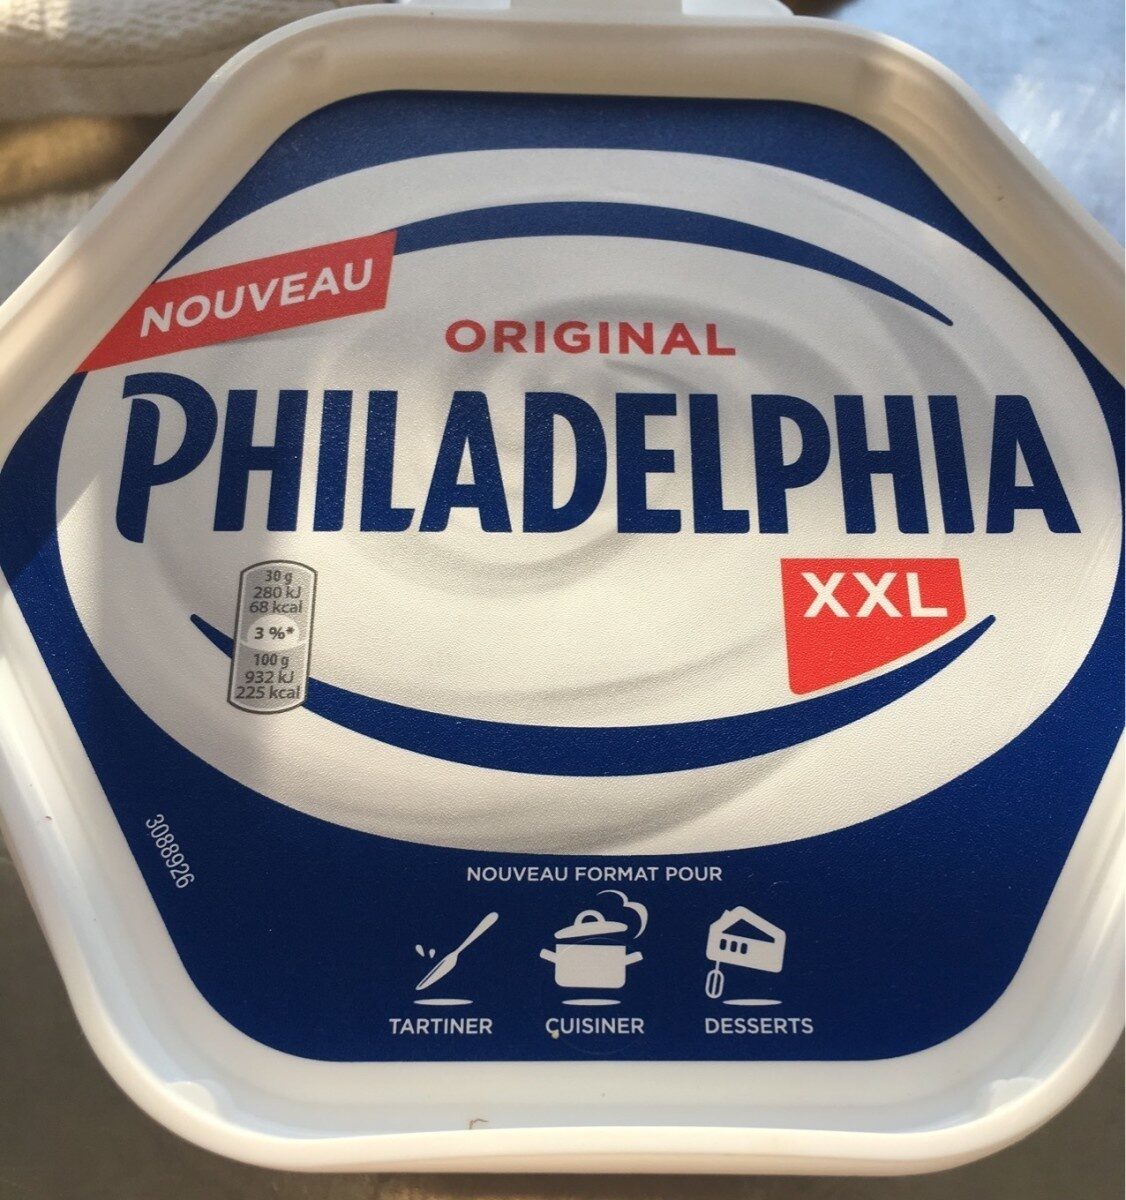 NOUVEAU
ORIGINAL
PHILADELPHIA
XXL
30 g
280 kJ
68 kcal
3 %*
100 g
932 kJ
225 kcal
3088926
NOUVEAU FORMAT POUR
TARTINER CUISINER DESSERTS